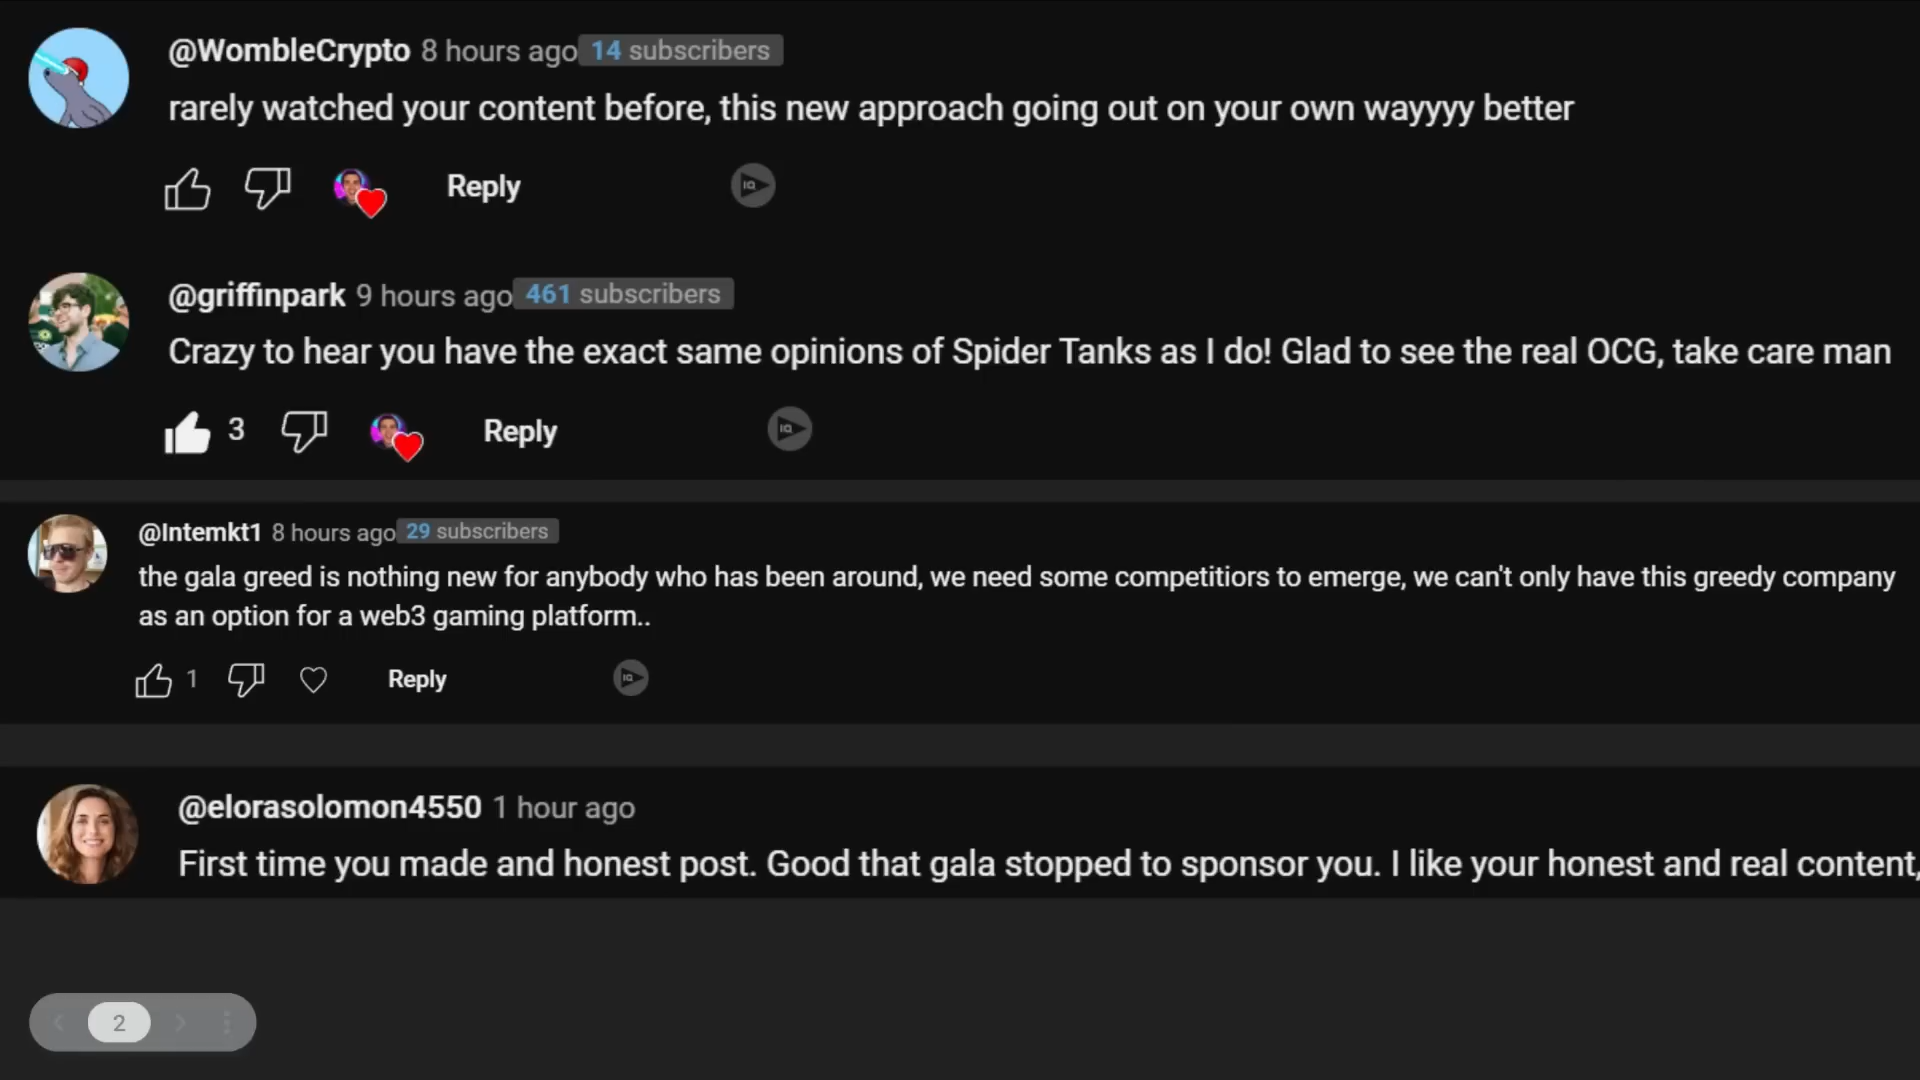 @WombleCrypto 8 hours ago 14 subscribers
rarely watched your content before, this new approach going out on your own wayyyy better
Reply
IQ
@griffinpark 9 hours ago 461 subscribers
Crazy to hear you have the exact same opinions of Spider Tanks as I do! Glad to see the real OCG, take care man
3 Reply
IQ
@Intemkt1 8 hours ago 29 subscribers
the gala greed is nothing new for anybody who has been around, we need some competitiors to emerge, we can't only have this greedy company
as an option for a web3 gaming platform..
1 Reply
IQ
@elorasolomon4550 1 hour ago
First time you made and honest post. Good that gala stopped to sponsor you. I like your honest and real content,
2